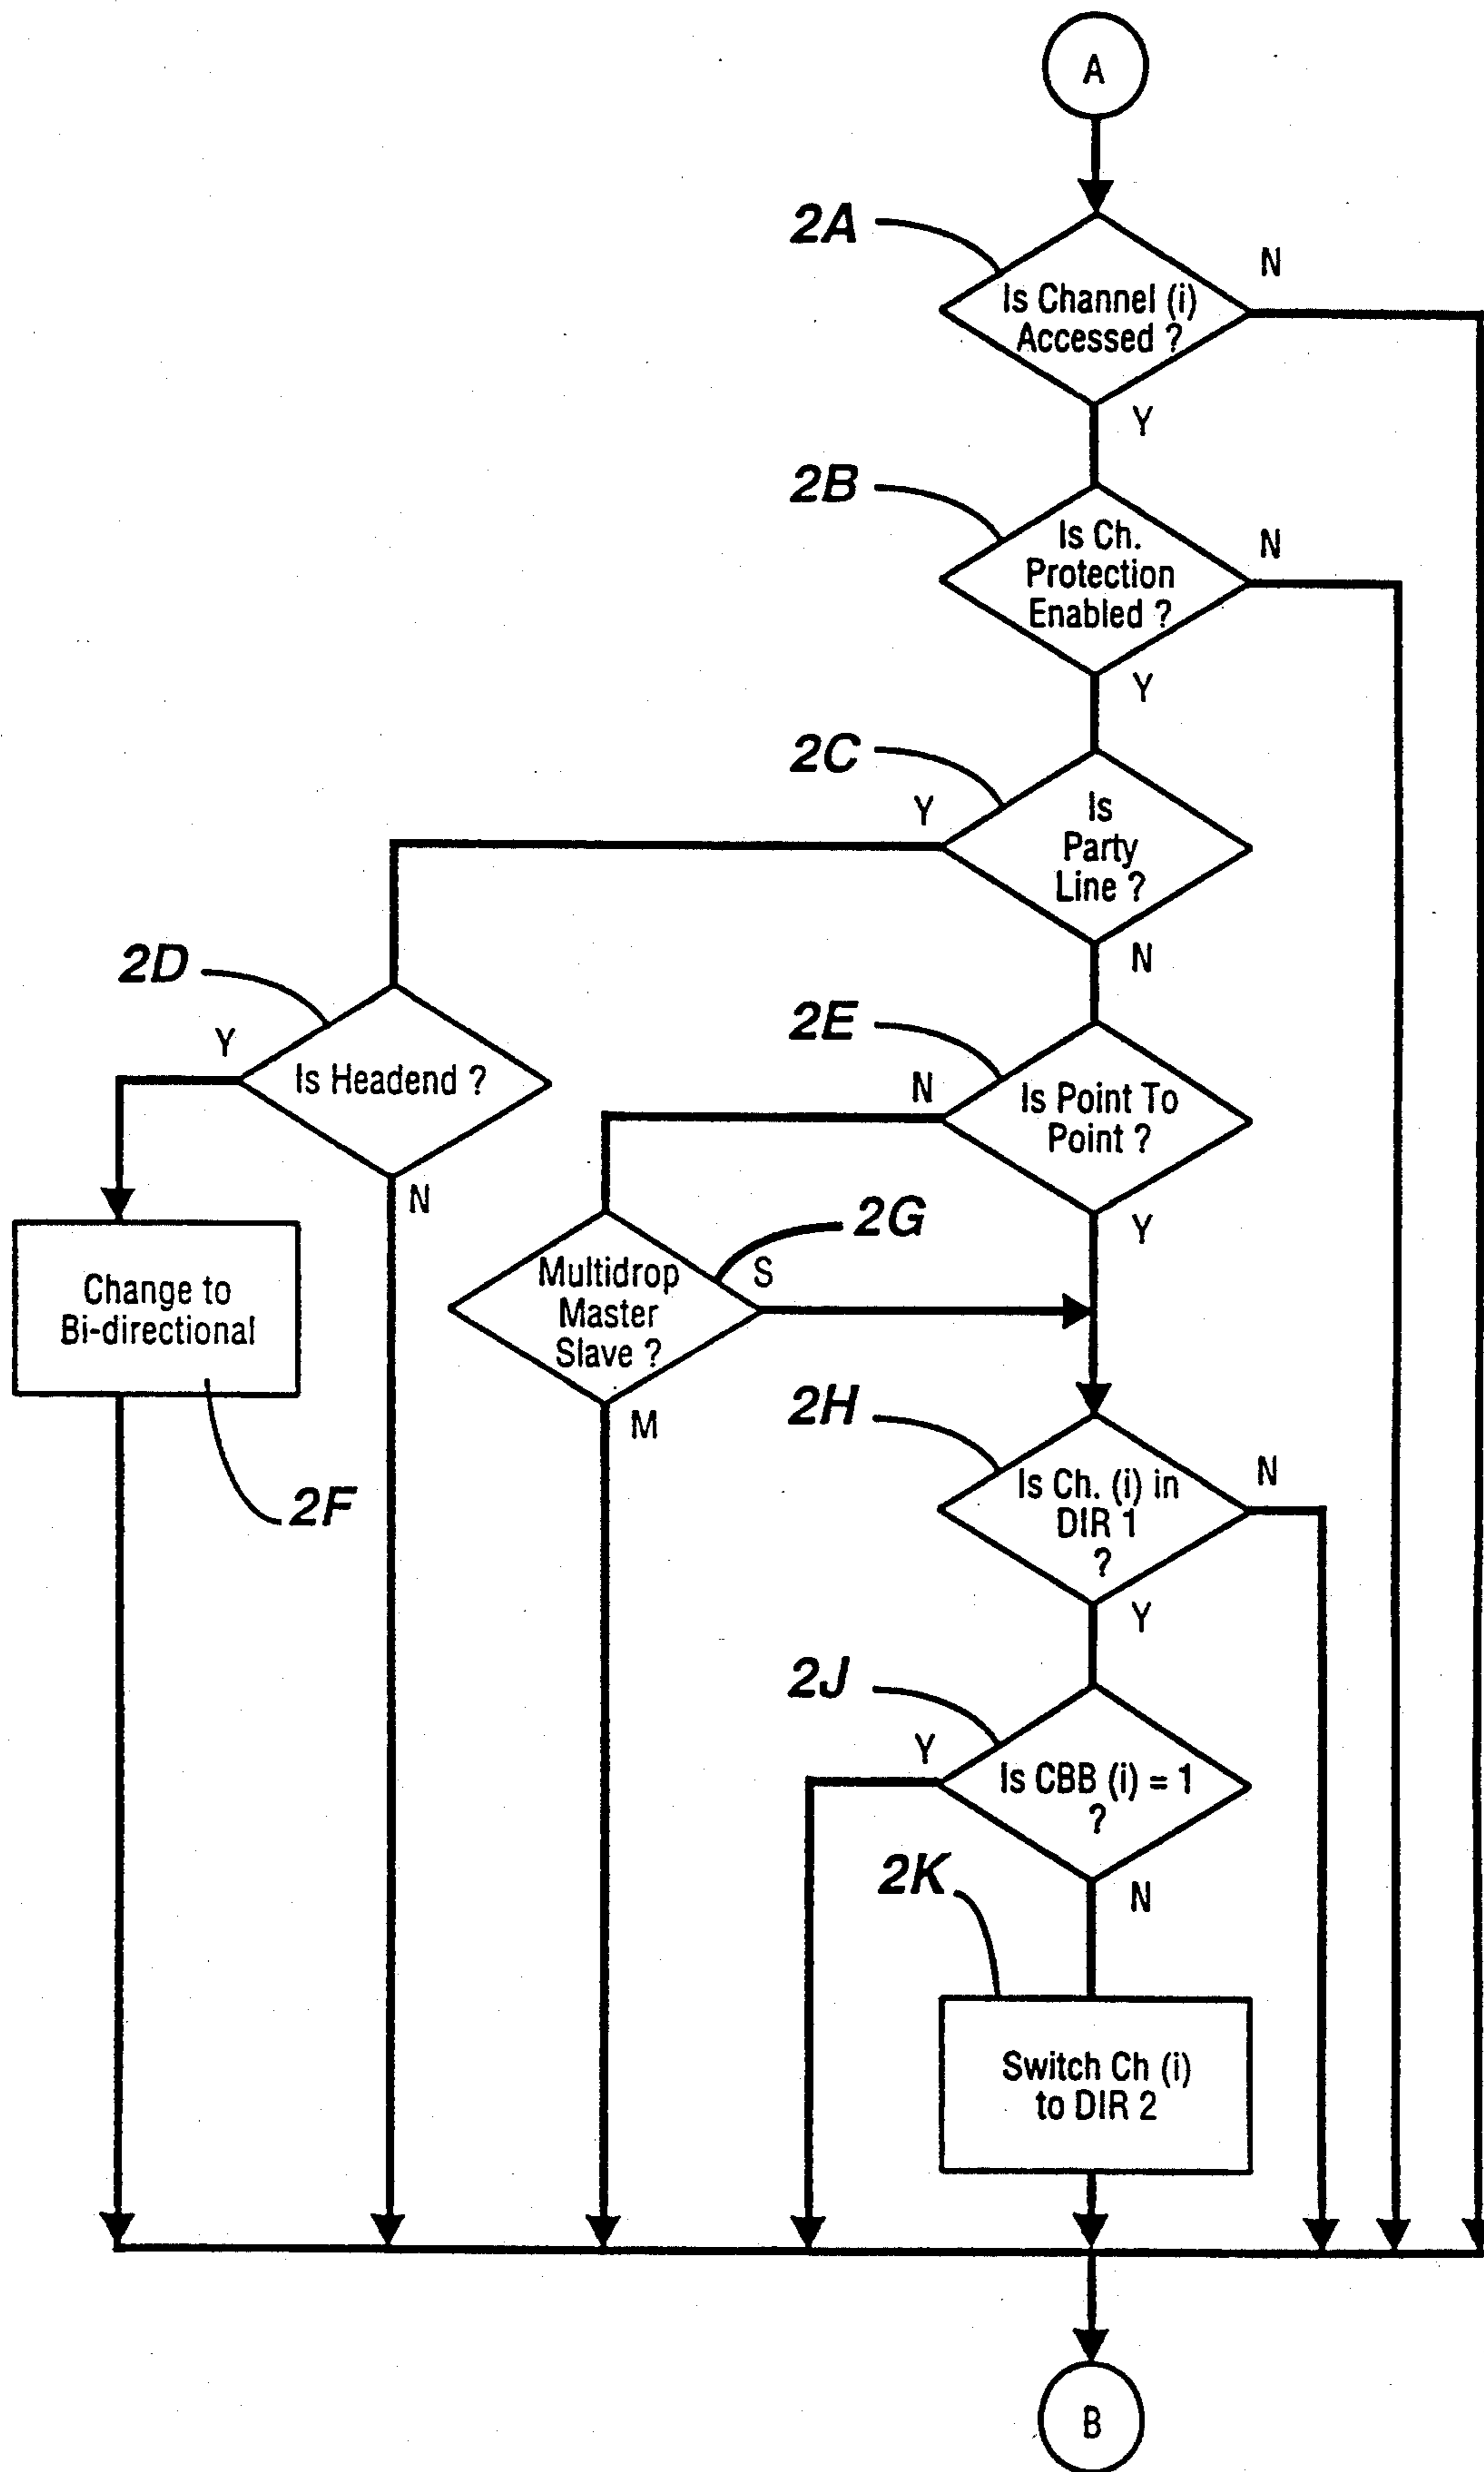 A
2A
N
Is Channel (i)
Accessed ?
Y
2B
N
Is Ch.
Protection
Enabled ?
Y
2C
Y
Is
Party
Line ?
N
2D
Y
Is Headend ?
N
2E
N
Is Point To
Point ?
Y
2G
S
Multidrop
Master
Slave ?
M
Change to
Bi-directional
2F
2H
N
Is Ch. (i) in
DIR 1
?
Y
2J
Y
Is CBB (i) = 1
?
N
2K
Switch Ch (i)
to DIR 2
B